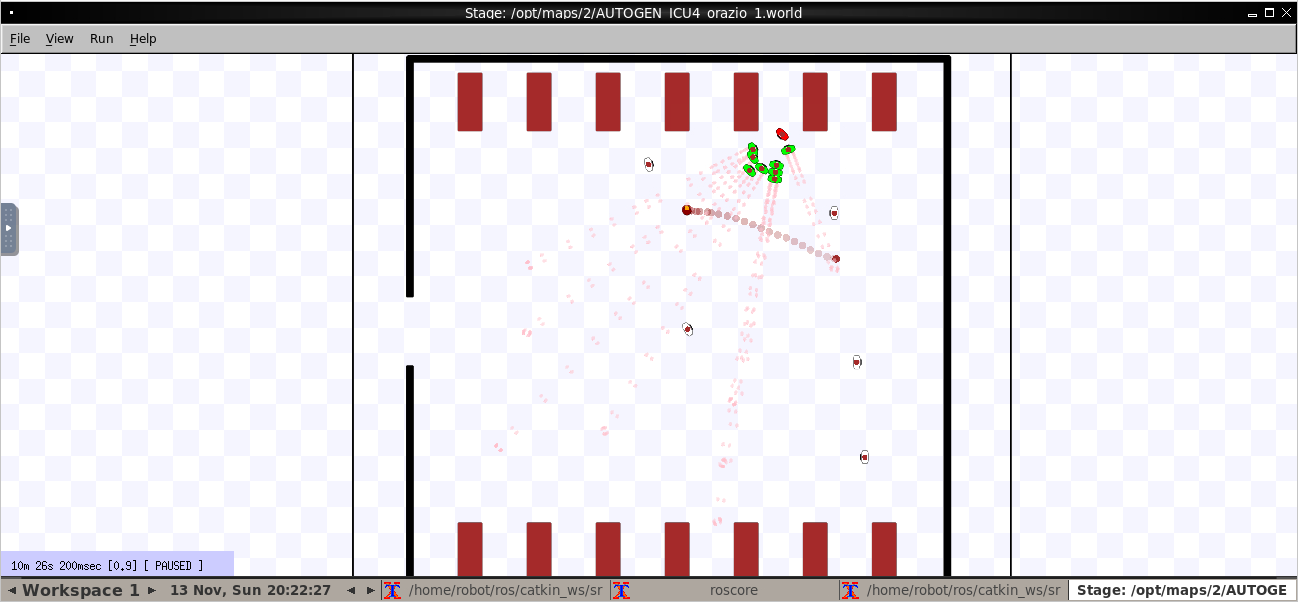 Stage: /opt/maps/2/AUTOGEN_ICU4_orazio_1.world
File View Run Help
10m 26s 200msec [0.9] [ PAUSED ]
Workspace 1 13 Nov, Sun 20:22:27 /home/robot/ros/catkin_ws/sr roscore /home/robot/ros/catkin_ws/sr Stage: /opt/maps/2/AUTOGE